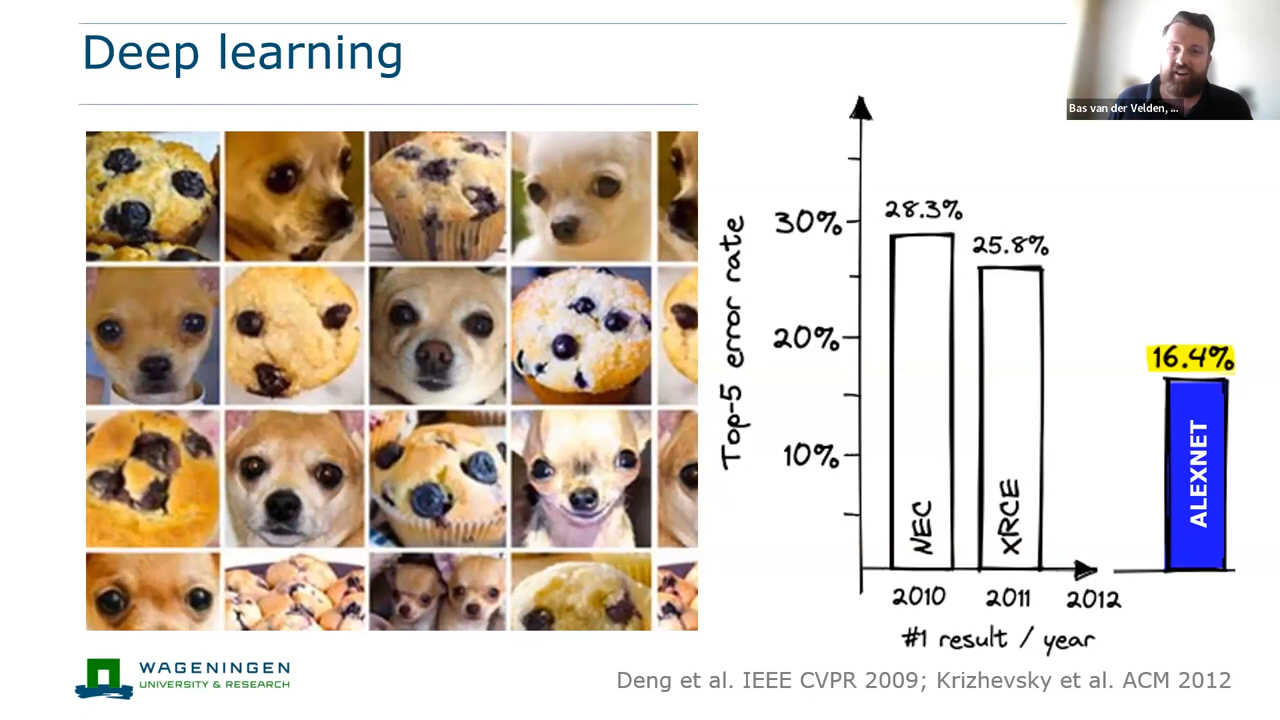 Deep learning
Bas van der Velden, ...
Top-5 error rate
30%
20%
10%
28.3%
25.8%
16.4%
NEC
XRCE
ALEXNET
2010
2011
2012
#1 result / year
WAGENINGEN
UNIVERSITY & RESEARCH
Deng et al. IEEE CVPR 2009; Krizhevsky et al. ACM 2012